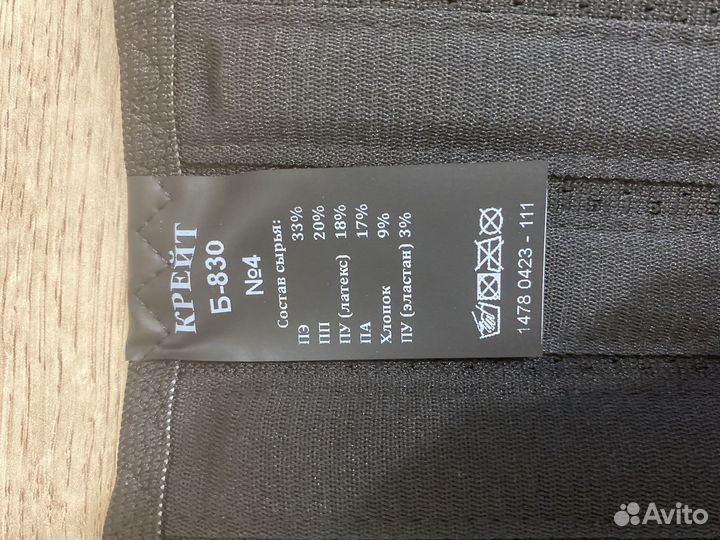 КРЕЙТ
Б-830
№4
Состав сырья:
ПЭ 33%
ПП 20%
ПУ (латекс) 18%
ПА 17%
Хлопок 9%
ПУ (эластан) 3%
1478 0423 - 111
Avito